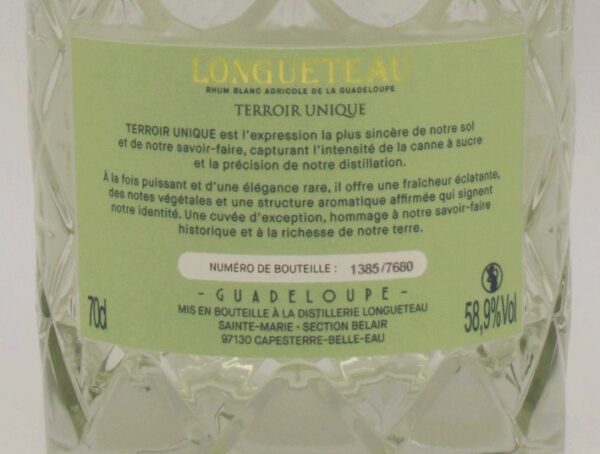 LONGUETEAU
RHUM BLANC AGRICOLE DE LA GUADELOUPE
TERROIR UNIQUE
TERROIR UNIQUE est l'expression la plus sincère de notre sol
et de notre savoir-faire, capturant l'intensité de la canne à sucre
et la précision de notre distillation.
À la fois puissant et d'une élégance rare, il offre une fraîcheur éclatante,
des notes végétales et une structure aromatique affirmée qui signent
notre identité. Une cuvée d'exception, hommage à notre savoir-faire
historique et à la richesse de notre terre.
NUMÉRO DE BOUTEILLE : 1385/7680
- GUADELOUPE -
MIS EN BOUTEILLE À LA DISTILLERIE LONGUETEAU
SAINTE-MARIE - SECTION BELAIR
97130 CAPESTERRE-BELLE-EAU
70cl
58,9%Vol